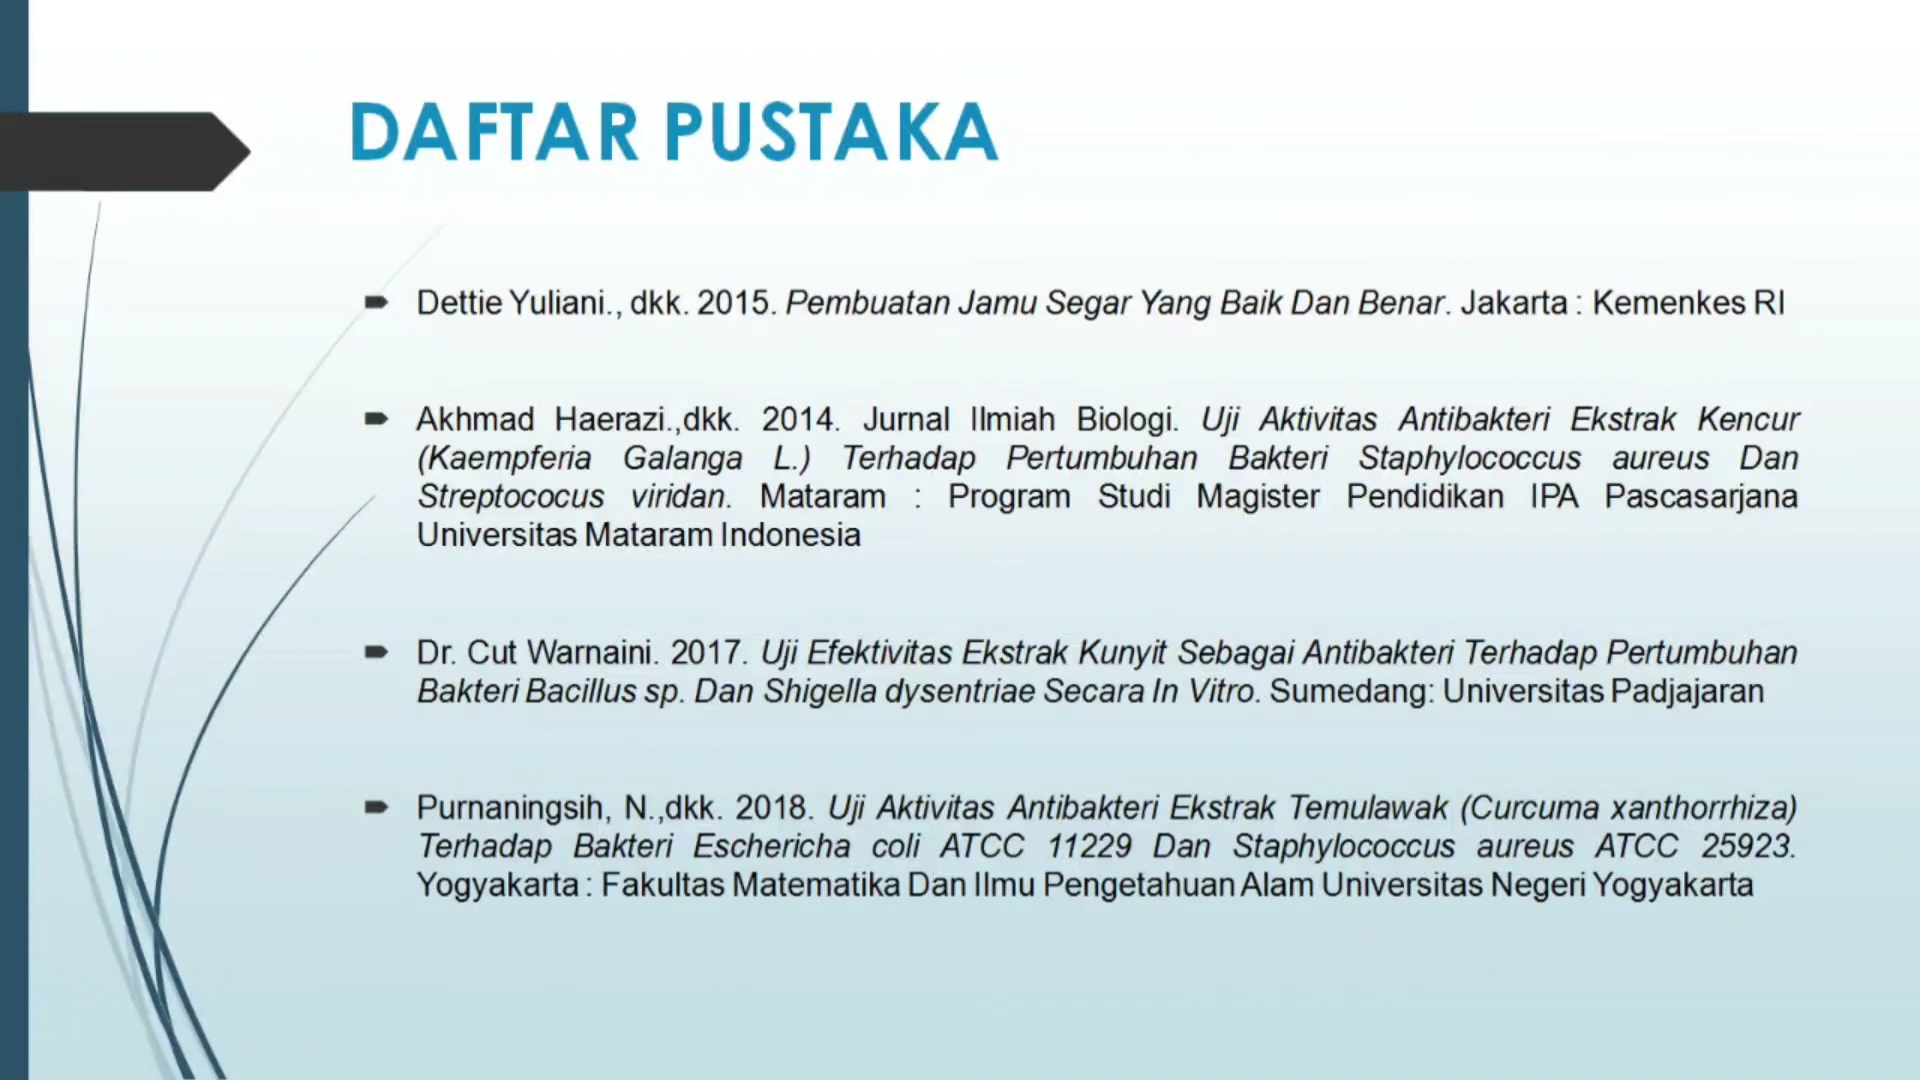 DAFTAR PUSTAKA
Dettie Yuliani., dkk. 2015. Pembuatan Jamu Segar Yang Baik Dan Benar. Jakarta : Kemenkes RI
Akhmad Haerazi.,dkk. 2014. Jurnal Ilmiah Biologi. Uji Aktivitas Antibakteri Ekstrak Kencur
(Kaempferia Galanga L.) Terhadap Pertumbuhan Bakteri Staphylococcus aureus Dan
Streptococus viridan. Mataram : Program Studi Magister Pendidikan IPA Pascasarjana
Universitas Mataram Indonesia
Dr. Cut Warnaini. 2017. Uji Efektivitas Ekstrak Kunyit Sebagai Antibakteri Terhadap Pertumbuhan
Bakteri Bacillus sp. Dan Shigella dysentriae Secara In Vitro. Sumedang: Universitas Padjajaran
Purnaningsih, N.,dkk. 2018. Uji Aktivitas Antibakteri Ekstrak Temulawak (Curcuma xanthorrhiza)
Terhadap Bakteri Eschericha coli ATCC 11229 Dan Staphylococcus aureus ATCC 25923.
Yogyakarta : Fakultas Matematika Dan Ilmu Pengetahuan Alam Universitas Negeri Yogyakarta